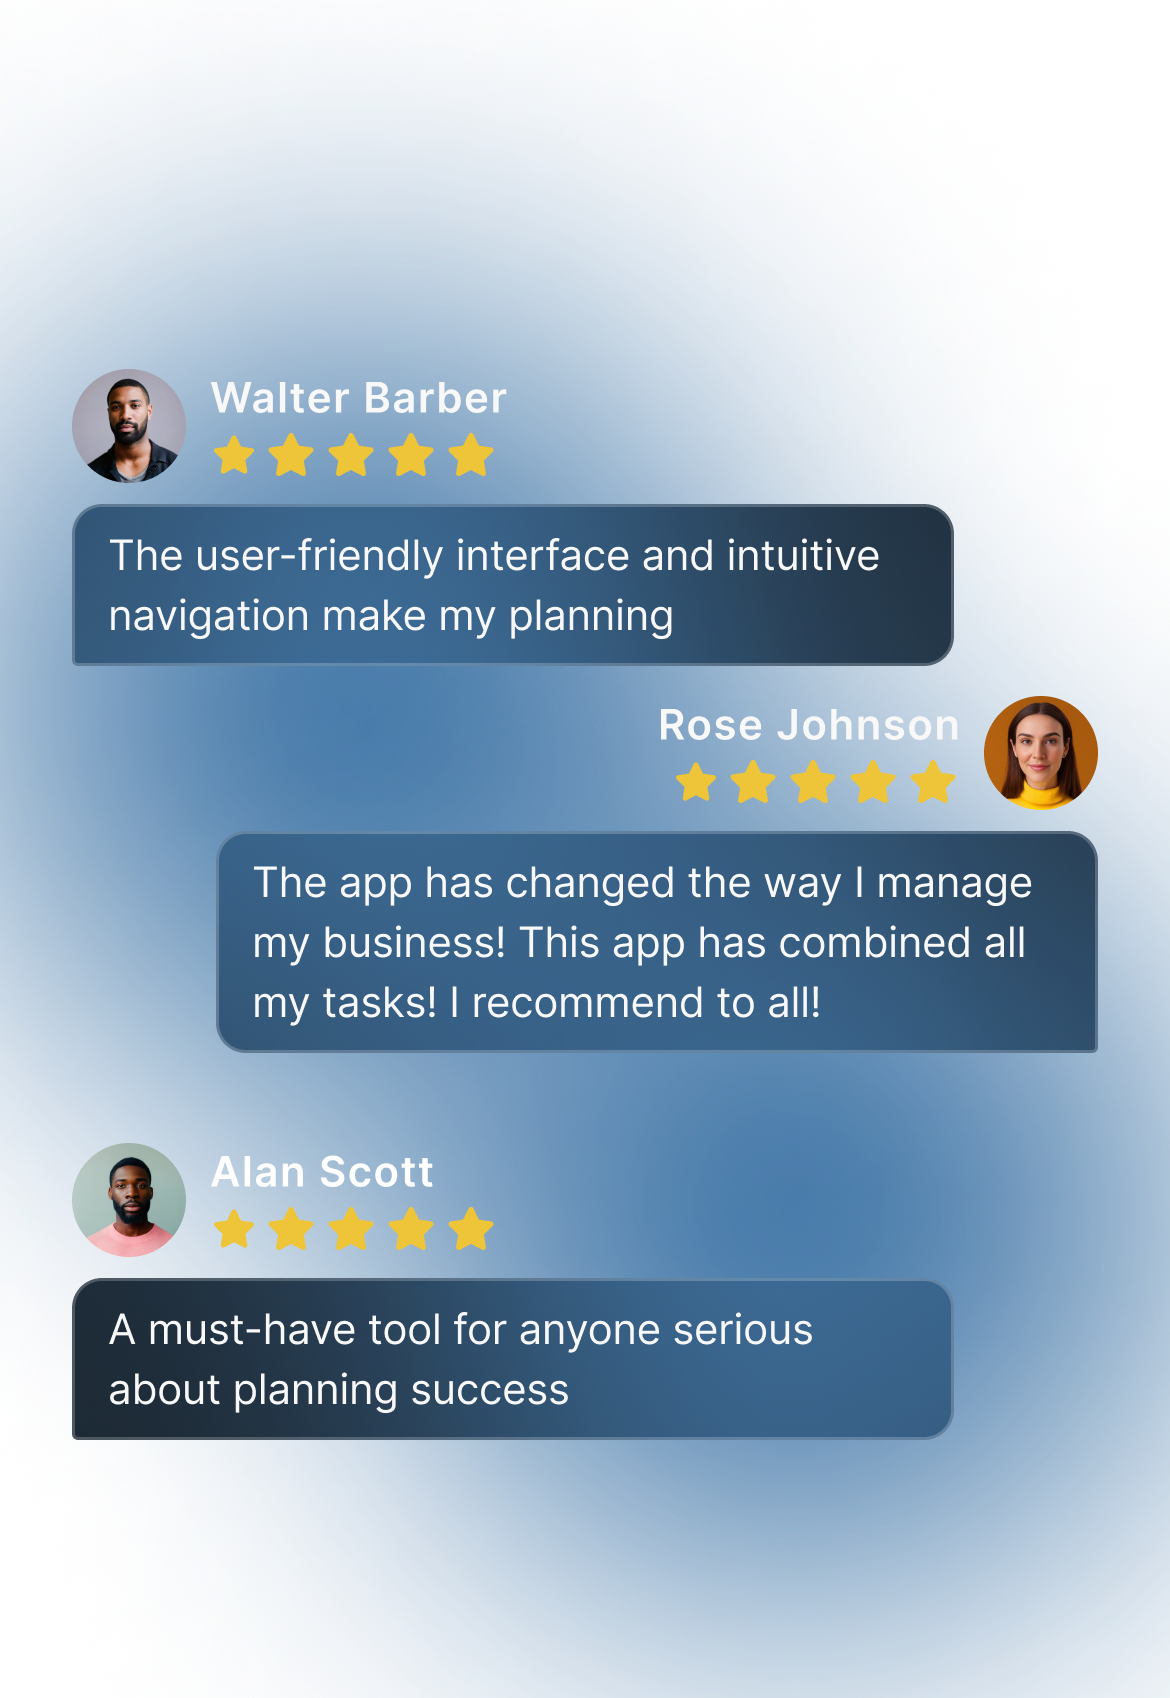 Walter Barber
The user-friendly interface and intuitive
navigation make my planning
Rose Johnson
The app has changed the way I manage
my business! This app has combined all
my tasks! I recommend to all!
Alan Scott
A must-have tool for anyone serious
about planning success